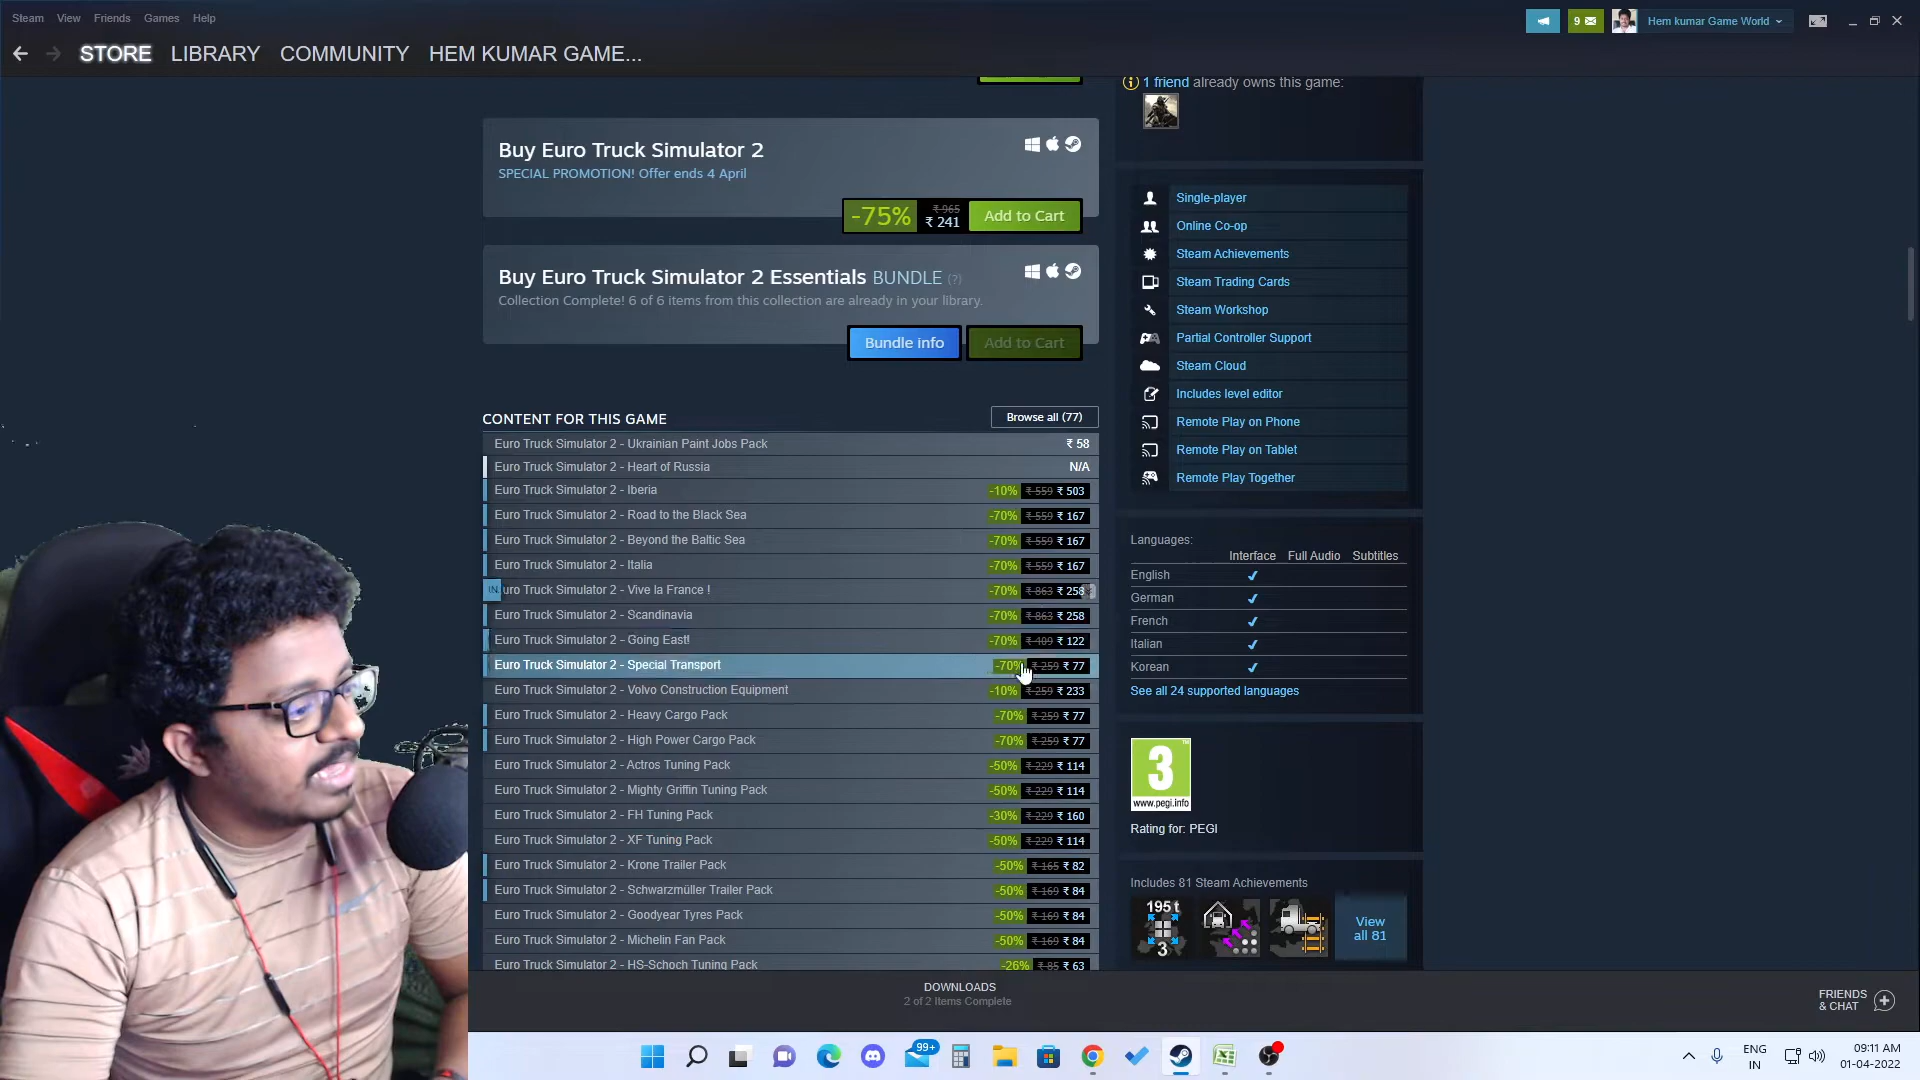 Steam View Friends Games Help
9 Hem kumar Game World
STORE LIBRARY COMMUNITY HEM KUMAR GAME...
1 friend already owns this game:
Buy Euro Truck Simulator 2
SPECIAL PROMOTION! Offer ends 4 April
-75% ₹ 965 ₹ 241 Add to Cart
Buy Euro Truck Simulator 2 Essentials BUNDLE (?)
Collection Complete! 6 of 6 items from this collection are already in your library.
Bundle info Add to Cart
CONTENT FOR THIS GAME Browse all (77)
Euro Truck Simulator 2 - Ukrainian Paint Jobs Pack ₹ 58
Euro Truck Simulator 2 - Heart of Russia N/A
Euro Truck Simulator 2 - Iberia -10% ₹ 559 ₹ 503
Euro Truck Simulator 2 - Road to the Black Sea -70% ₹ 559 ₹ 167
Euro Truck Simulator 2 - Beyond the Baltic Sea -70% ₹ 559 ₹ 167
Euro Truck Simulator 2 - Italia -70% ₹ 559 ₹ 167
IN. uro Truck Simulator 2 - Vive la France ! -70% ₹ 863 ₹ 258
Euro Truck Simulator 2 - Scandinavia -70% ₹ 863 ₹ 258
Euro Truck Simulator 2 - Going East! -70% ₹ 409 ₹ 122
Euro Truck Simulator 2 - Special Transport -70% ₹ 259 ₹ 77
Euro Truck Simulator 2 - Volvo Construction Equipment -10% ₹ 259 ₹ 233
Euro Truck Simulator 2 - Heavy Cargo Pack -70% ₹ 259 ₹ 77
Euro Truck Simulator 2 - High Power Cargo Pack -70% ₹ 259 ₹ 77
Euro Truck Simulator 2 - Actros Tuning Pack -50% ₹ 229 ₹ 114
Euro Truck Simulator 2 - Mighty Griffin Tuning Pack -50% ₹ 229 ₹ 114
Euro Truck Simulator 2 - FH Tuning Pack -30% ₹ 229 ₹ 160
Euro Truck Simulator 2 - XF Tuning Pack -50% ₹ 229 ₹ 114
Euro Truck Simulator 2 - Krone Trailer Pack -50% ₹ 165 ₹ 82
Euro Truck Simulator 2 - Schwarzmüller Trailer Pack -50% ₹ 169 ₹ 84
Euro Truck Simulator 2 - Goodyear Tyres Pack -50% ₹ 169 ₹ 84
Euro Truck Simulator 2 - Michelin Fan Pack -50% ₹ 169 ₹ 84
Euro Truck Simulator 2 - HS-Schoch Tuning Pack -26% ₹ 85 ₹ 63
Single-player
Online Co-op
Steam Achievements
Steam Trading Cards
Steam Workshop
Partial Controller Support
Steam Cloud
Includes level editor
Remote Play on Phone
Remote Play on Tablet
Remote Play Together
Languages:
Interface Full Audio Subtitles
English ✔
German ✔
French ✔
Italian ✔
Korean ✔
See all 24 supported languages
3
www.pegi.info
Rating for: PEGI
Includes 81 Steam Achievements
195 t
3
View
all 81
DOWNLOADS
2 of 2 Items Complete
FRIENDS
& CHAT
99+
ENG
IN
09:11 AM
01-04-2022